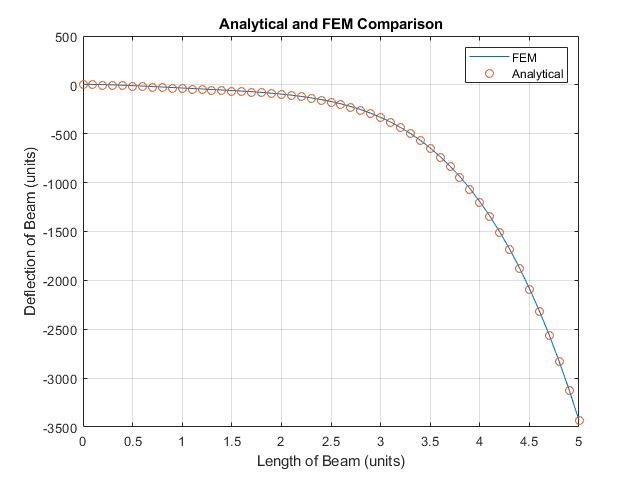 Analytical and FEM Comparison
FEM
Analytical
500
0
-500
-1000
-1500
-2000
-2500
-3000
-3500
Deflection of Beam (units)
0 0.5 1 1.5 2 2.5 3 3.5 4 4.5 5
Length of Beam (units)